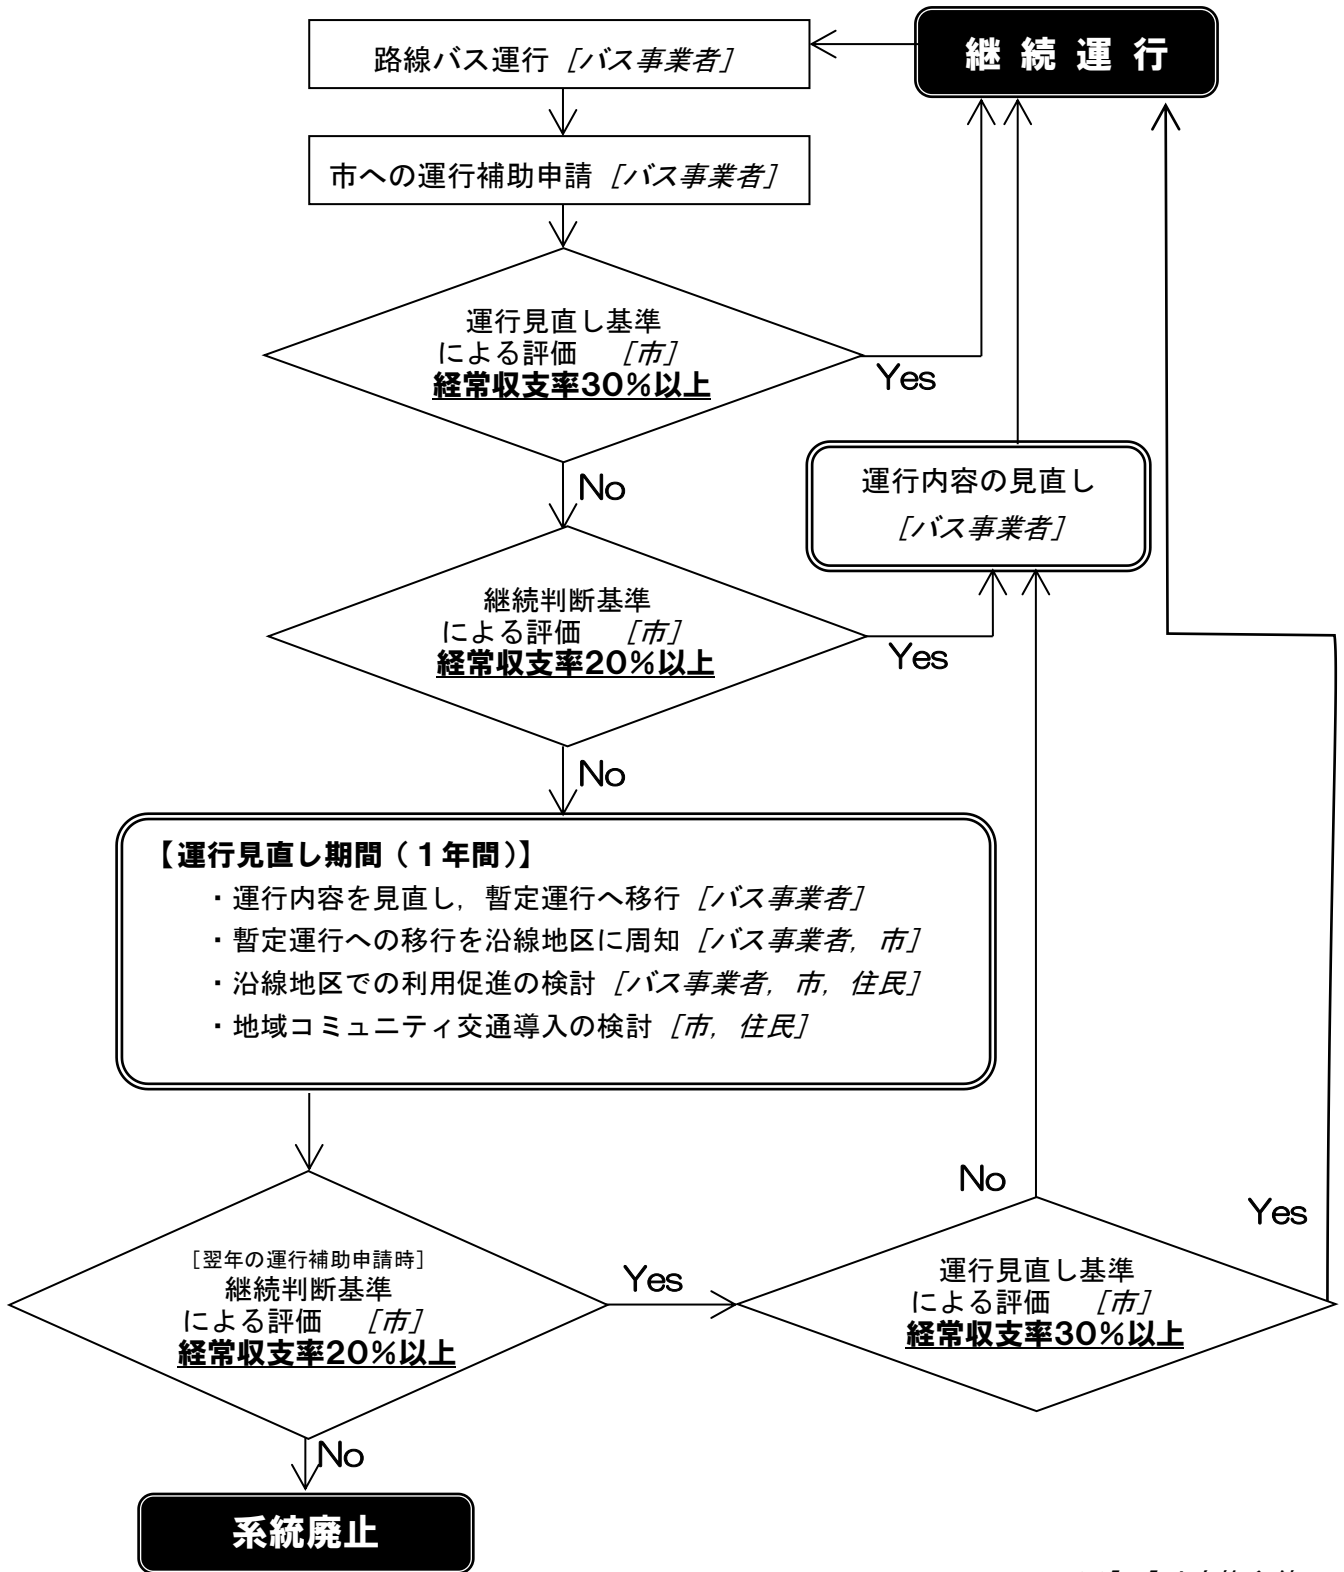 継続運行
路線バス運行 [バス事業者]
市への運行補助申請 [バス事業者]
運行見直し基準
による評価 [市]
経常収支率30%以上
Yes
No
運行内容の見直し
[バス事業者]
継続判断基準
による評価 [市]
経常収支率20%以上
Yes
No
【運行見直し期間(1年間)】
・運行内容を見直し,暫定運行へ移行 [バス事業者]
・暫定運行への移行を沿線地区に周知 [バス事業者,市]
・沿線地区での利用促進の検討 [バス事業者,市,住民]
・地域コミュニティ交通導入の検討 [市,住民]
[翌年の運行補助申請時]
継続判断基準
による評価 [市]
経常収支率20%以上
Yes
No
運行見直し基準
による評価 [市]
経常収支率30%以上
No
Yes
系統廃止